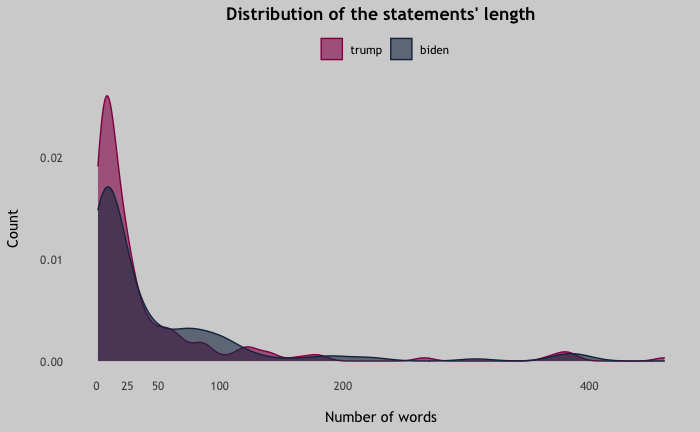 Distribution of the statements' length
trump biden
Count
0.02
0.01
0.00
0 25 50 100 200 400
Number of words